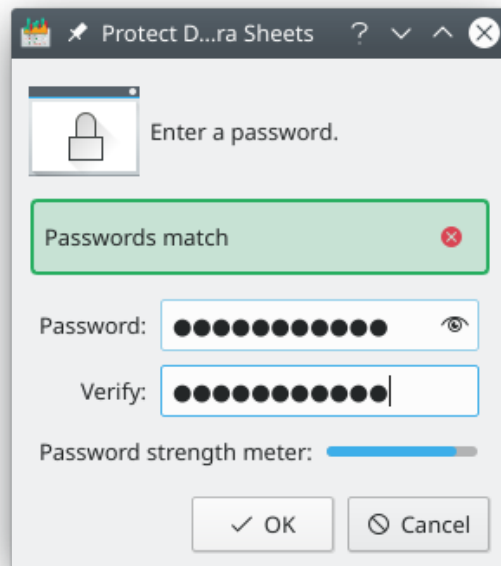 Protect D...ra Sheets
Enter a password.
Passwords match
Password: ●●●●●●●●●●●
Verify: ●●●●●●●●●●●
Password strength meter:
OK Cancel